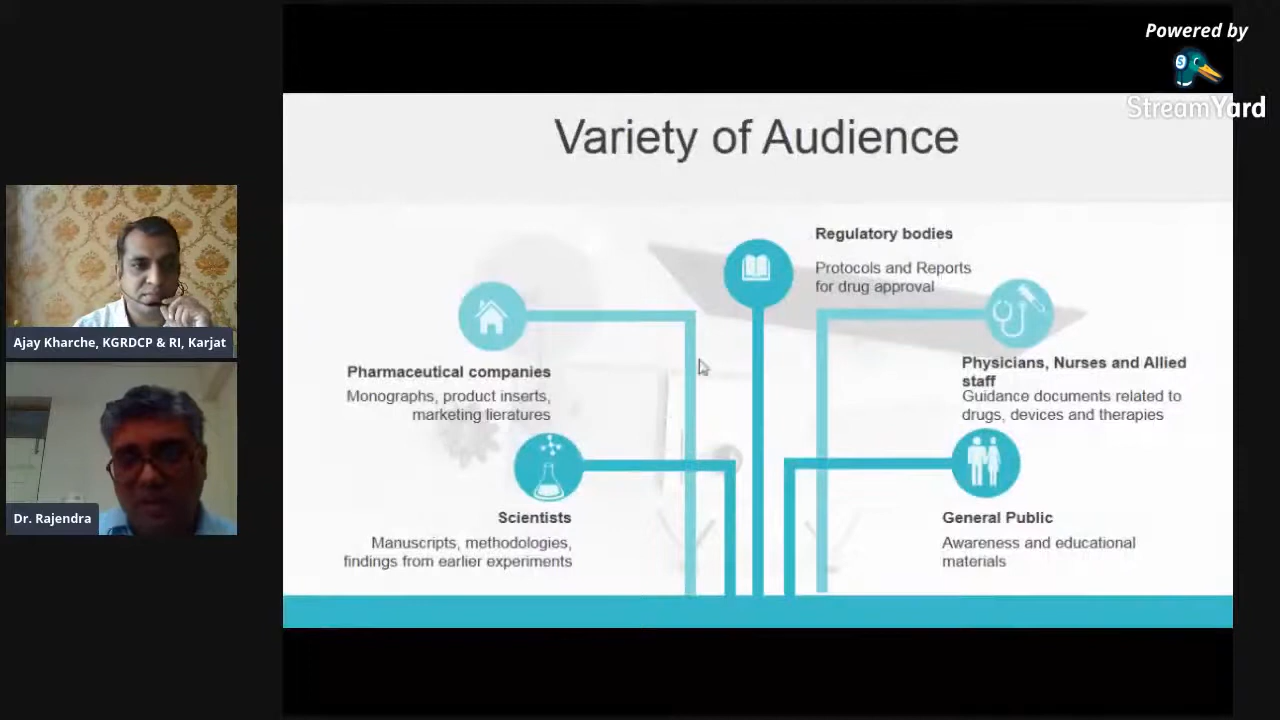 Powered by
StreamYard
Variety of Audience
Regulatory bodies
Protocols and Reports
for drug approval
Pharmaceutical companies
Monographs, product inserts,
marketing lieratures
Physicians, Nurses and Allied
staff
Guidance documents related to
drugs, devices and therapies
Scientists
Manuscripts, methodologies,
findings from earlier experiments
General Public
Awareness and educational
materials
Ajay Kharche, KGRDCP & RI, Karjat
Dr. Rajendra